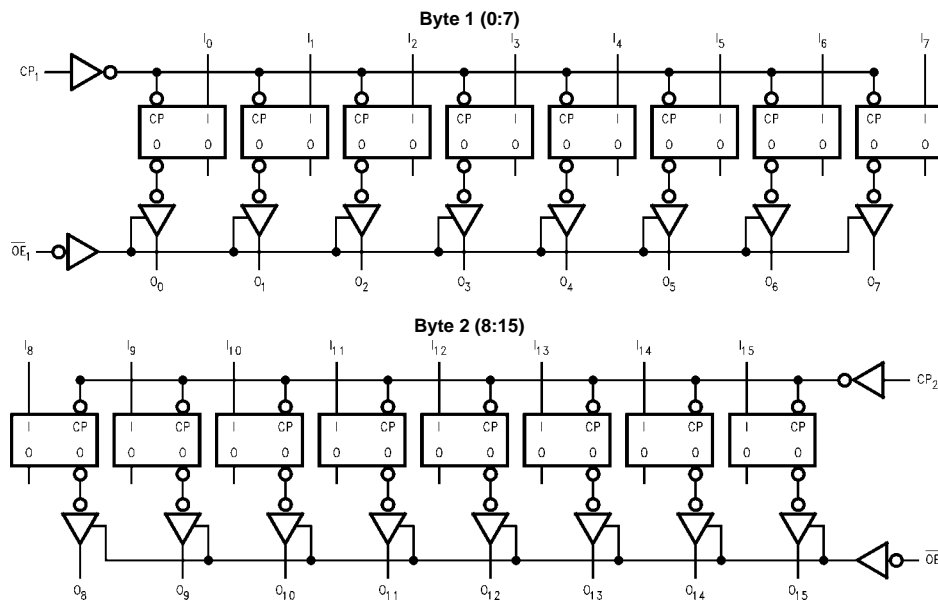 Byte 1 (0:7)
I0 I1 I2 I3 I4 I5 I6 I7
CP1
CP I CP I CP I CP I CP I CP I CP I CP I
O O O O O O O O O O O O O O O O
OE1
O0 O1 O2 O3 O4 O5 O6 O7
Byte 2 (8:15)
I8 I9 I10 I11 I12 I13 I14 I15
CP2
I CP I CP I CP I CP I CP I CP I CP I CP
O O O O O O O O O O O O O O O O
OE
O8 O9 O10 O11 O12 O13 O14 O15